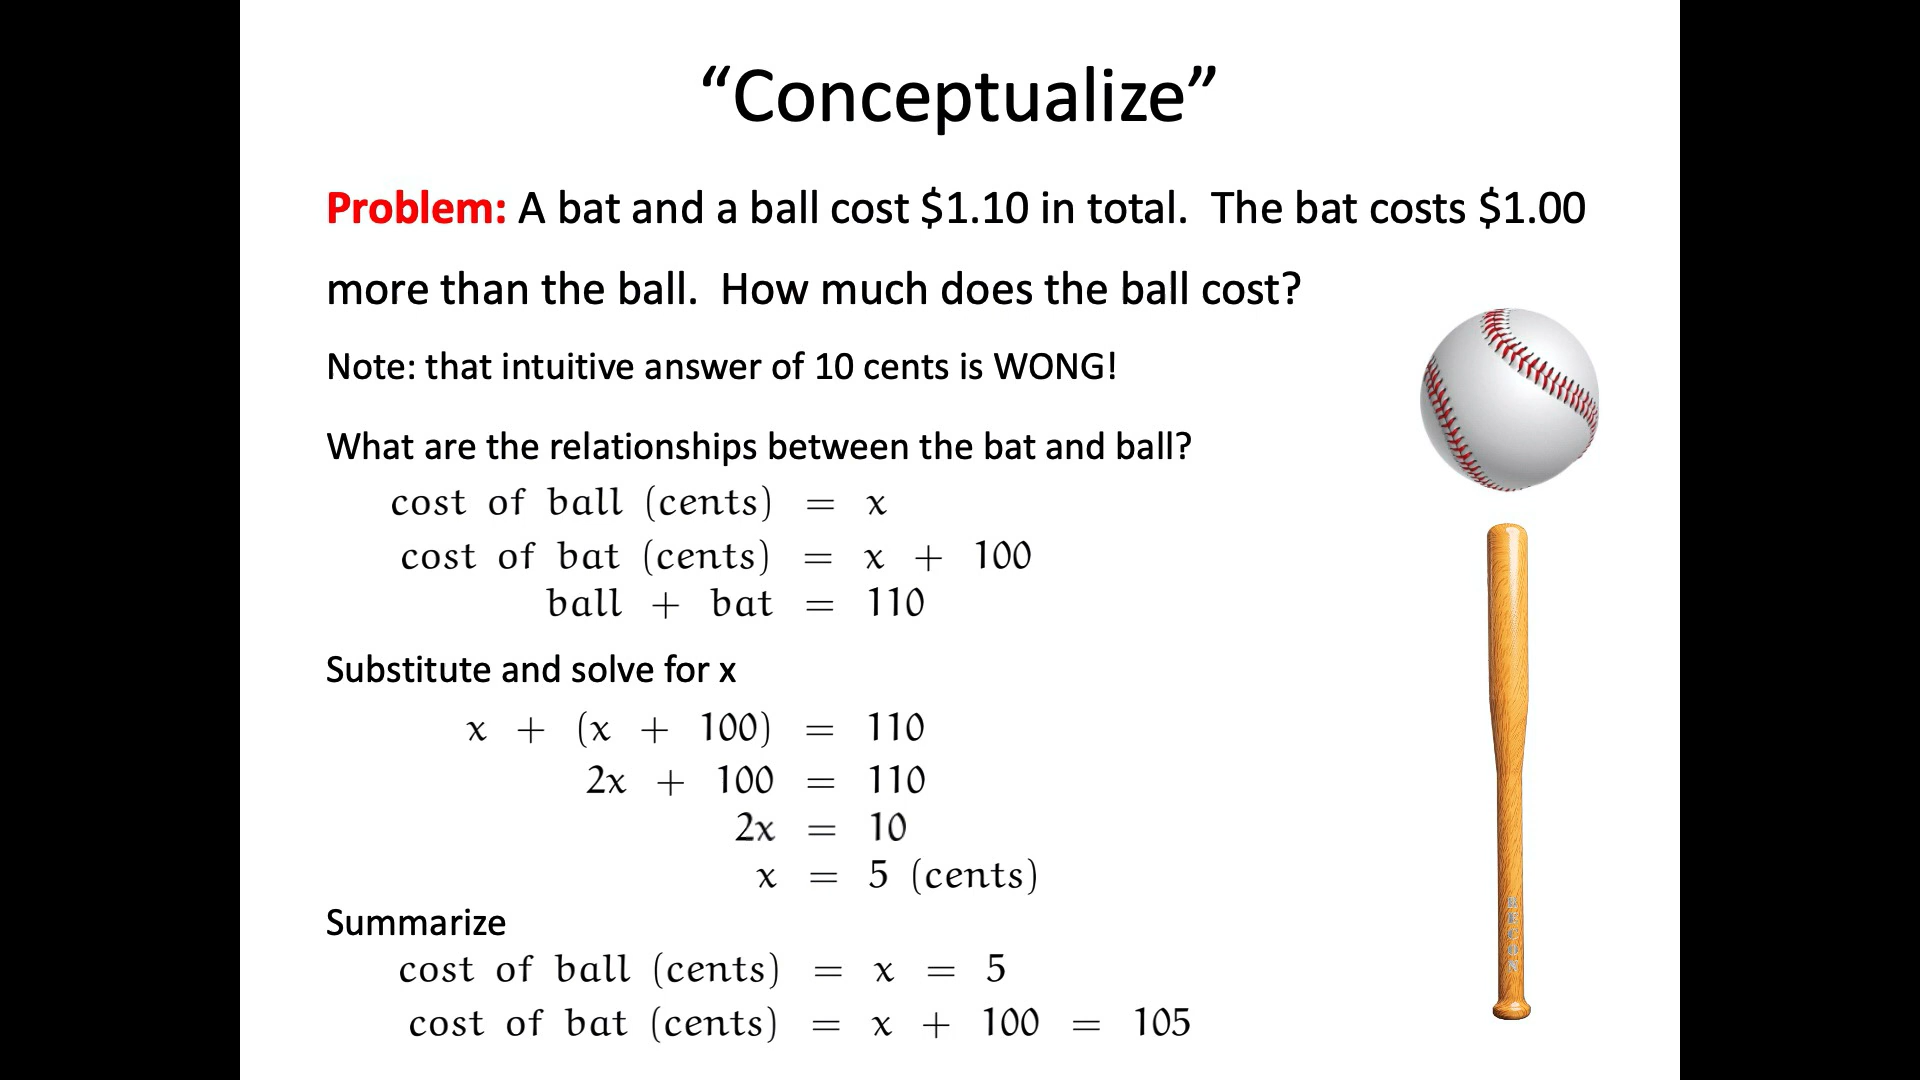 “Conceptualize”
Problem: A bat and a ball cost $1.10 in total. The bat costs $1.00
more than the ball. How much does the ball cost?
Note: that intuitive answer of 10 cents is WONG!
What are the relationships between the bat and ball?
cost of ball (cents) = x
cost of bat (cents) = x + 100
ball + bat = 110
Substitute and solve for x
x + (x + 100) = 110
2x + 100 = 110
2x = 10
x = 5 (cents)
Summarize
cost of ball (cents) = x = 5
cost of bat (cents) = x + 100 = 105